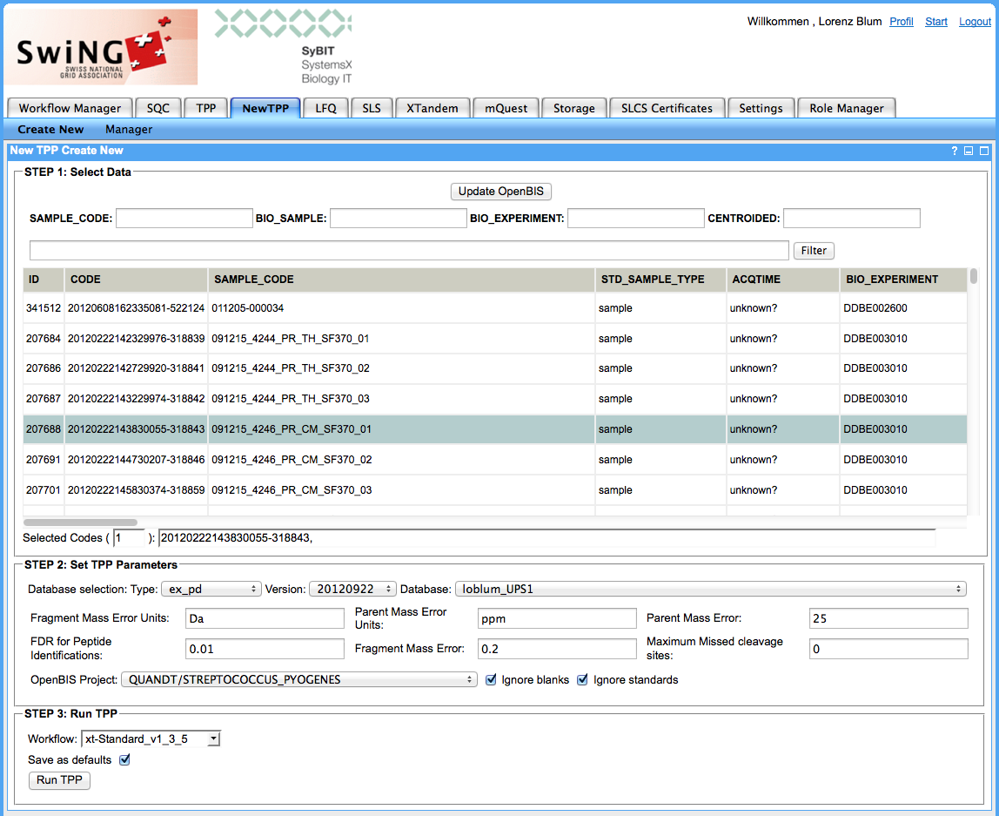 SwiNG
SWISS NATIONAL
GRID ASSOCIATION
SyBIT
SystemsX
Biology IT
Willkommen , Lorenz Blum Profil Start Logout
Workflow Manager SQC TPP NewTPP LFQ SLS XTandem mQuest Storage SLCS Certificates Settings Role Manager
Create New Manager
New TPP Create New ?
STEP 1: Select Data
Update OpenBIS
SAMPLE_CODE: BIO_SAMPLE: BIO_EXPERIMENT: CENTROIDED:
Filter
ID CODE SAMPLE_CODE STD_SAMPLE_TYPE ACQTIME BIO_EXPERIMENT
341512 20120608162335081-522124 011205-000034 sample unknown? DDBE002600
207684 20120222142329976-318839 091215_4244_PR_TH_SF370_01 sample unknown? DDBE003010
207686 20120222142729920-318841 091215_4244_PR_TH_SF370_02 sample unknown? DDBE003010
207687 20120222143229974-318842 091215_4244_PR_TH_SF370_03 sample unknown? DDBE003010
207688 20120222143830055-318843 091215_4246_PR_CM_SF370_01 sample unknown? DDBE003010
207691 20120222144730207-318846 091215_4246_PR_CM_SF370_02 sample unknown? DDBE003010
207701 20120222145830374-318859 091215_4246_PR_CM_SF370_03 sample unknown? DDBE003010
Selected Codes ( 1 ): 20120222143830055-318843,
STEP 2: Set TPP Parameters
Database selection: Type: ex_pd Version: 20120922 Database: loblum_UPS1
Fragment Mass Error Units: Da Parent Mass Error Units: ppm Parent Mass Error: 25
FDR for Peptide Identifications: 0.01 Fragment Mass Error: 0.2 Maximum Missed cleavage sites: 0
OpenBIS Project: QUANDT/STREPTOCOCCUS_PYOGENES Ignore blanks Ignore standards
STEP 3: Run TPP
Workflow: xt-Standard_v1_3_5
Save as defaults
Run TPP